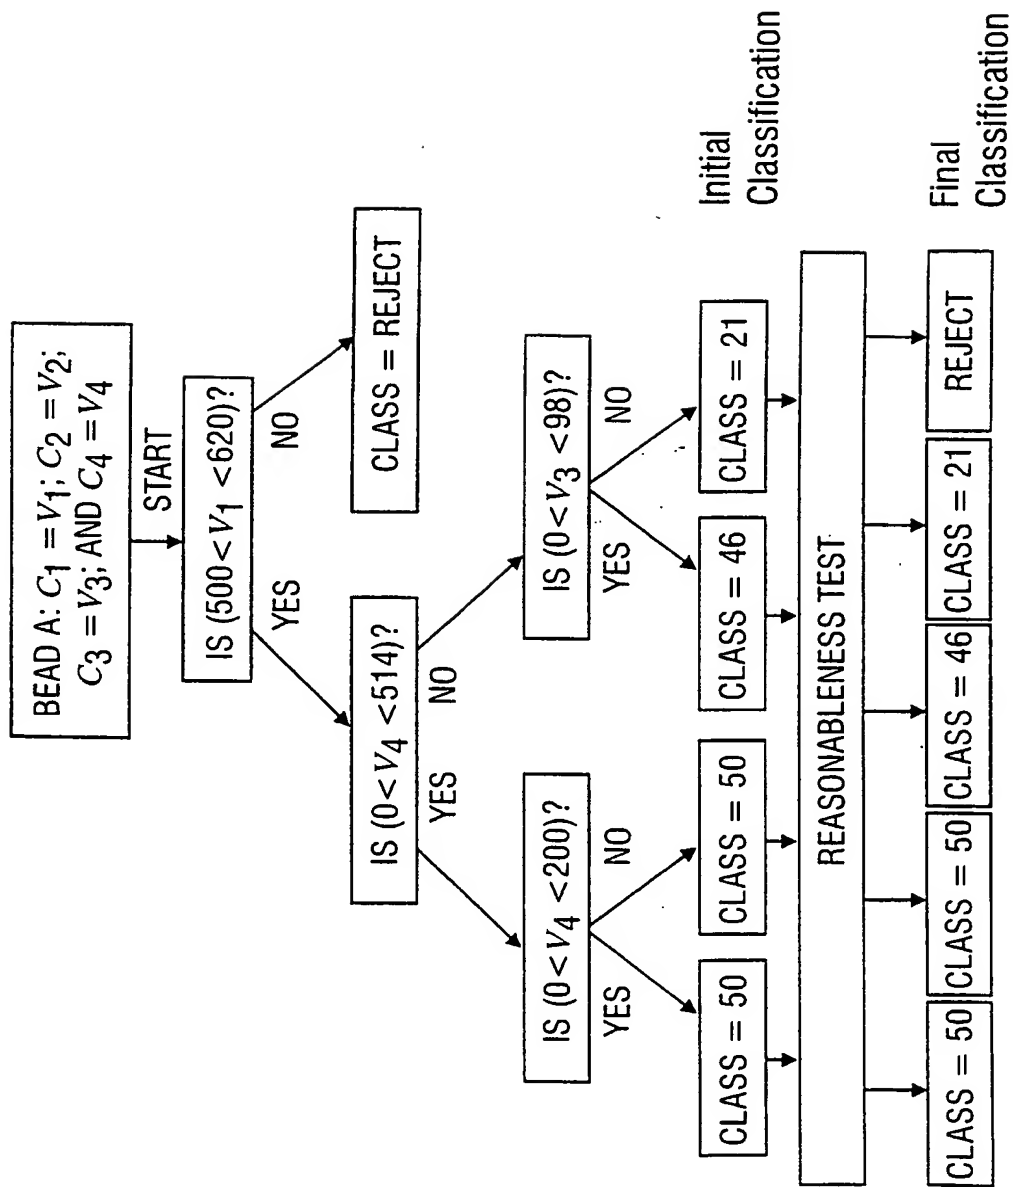 BEAD A: C1 = V1; C2 = V2;
C3 = V3; AND C4 = V4
START
IS (500< V1 <620)?
YES
NO
IS (0< V4 <514)?
CLASS = REJECT
YES
NO
IS (0< V4 <200)?
IS (0< V3 <98)?
YES
NO
YES
NO
CLASS = 50
CLASS = 50
CLASS = 46
CLASS = 21
Initial
Classification
REASONABLENESS TEST
CLASS = 50
CLASS = 50
CLASS = 46
CLASS = 21
REJECT
Final
Classification